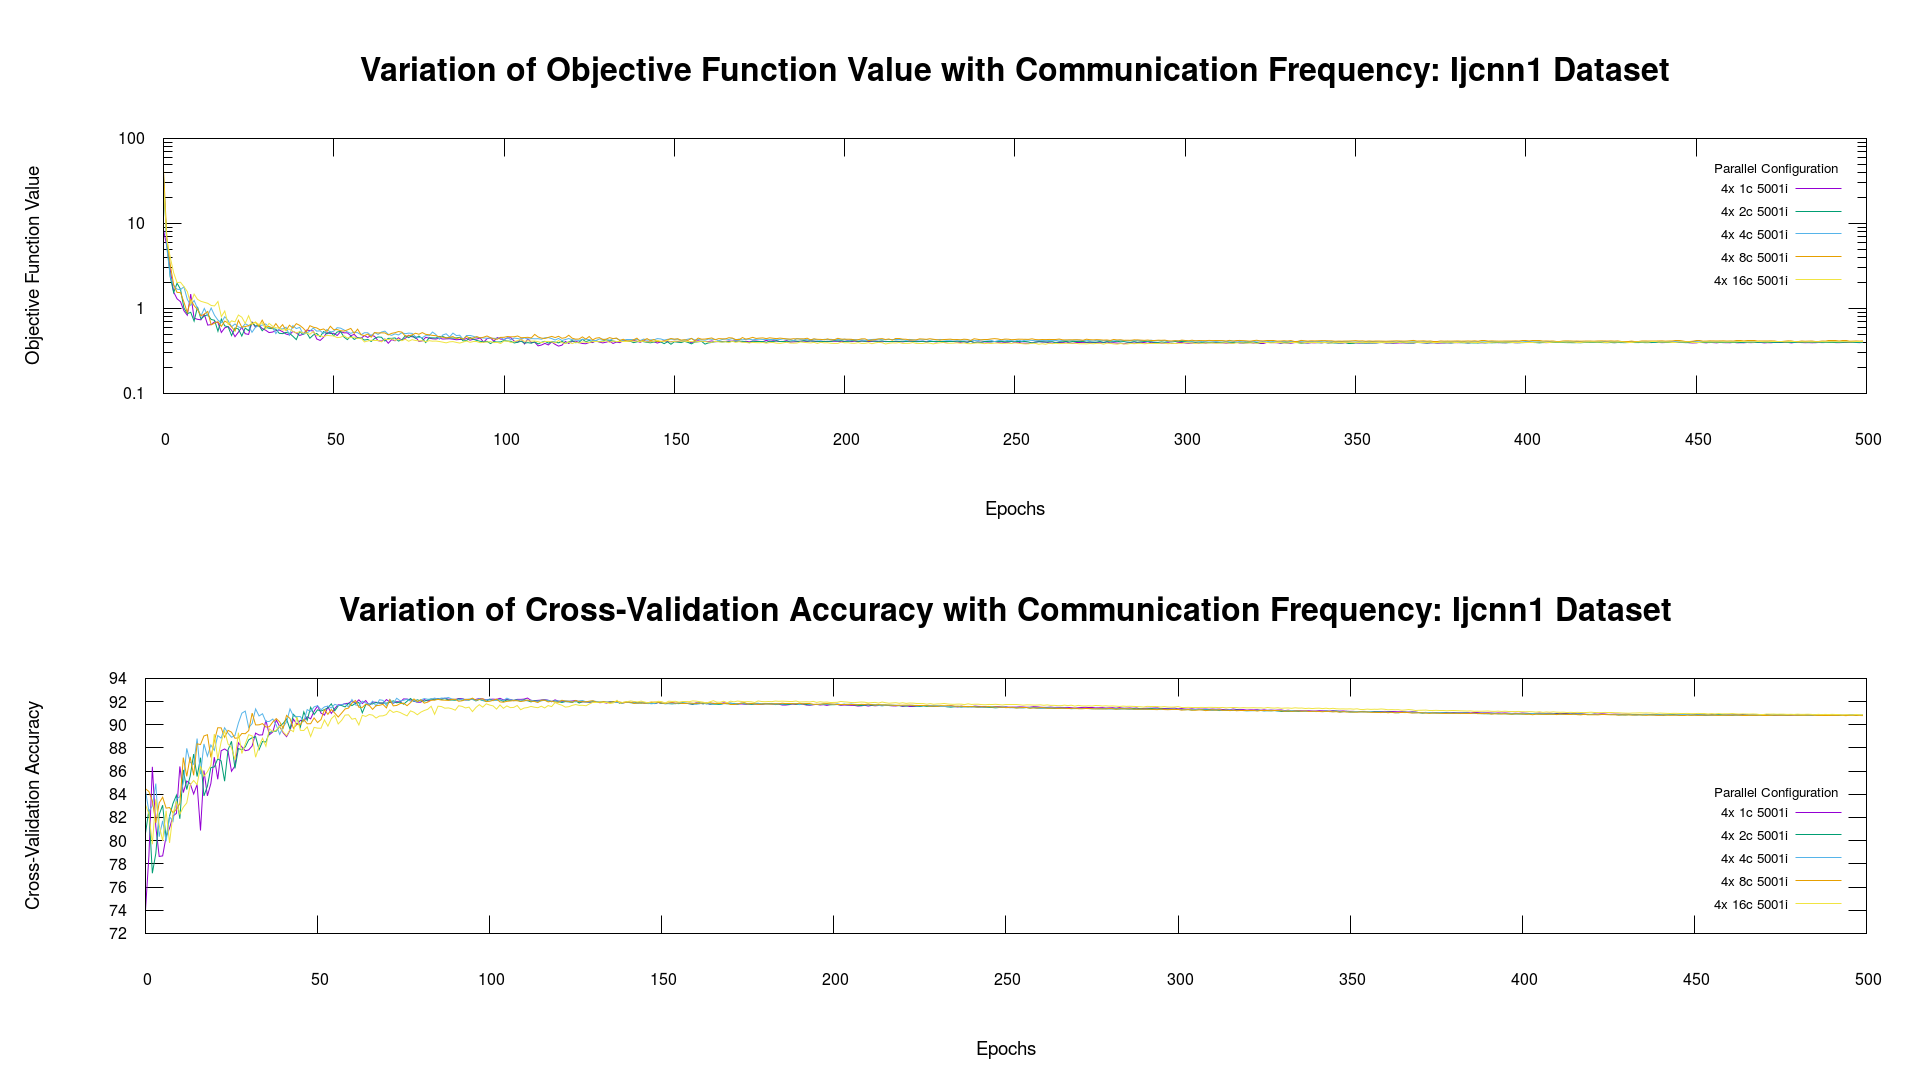 Variation of Objective Function Value with Communication Frequency: Ijcnn1 Dataset
Objective Function Value
100
10
1
0.1
Parallel Configuration
4x 1c 5001i
4x 2c 5001i
4x 4c 5001i
4x 8c 5001i
4x 16c 5001i
0 50 100 150 200 250 300 350 400 450 500
Epochs
Variation of Cross-Validation Accuracy with Communication Frequency: Ijcnn1 Dataset
Cross-Validation Accuracy
94
92
90
88
86
84
82
80
78
76
74
72
Parallel Configuration
4x 1c 5001i
4x 2c 5001i
4x 4c 5001i
4x 8c 5001i
4x 16c 5001i
0 50 100 150 200 250 300 350 400 450 500
Epochs